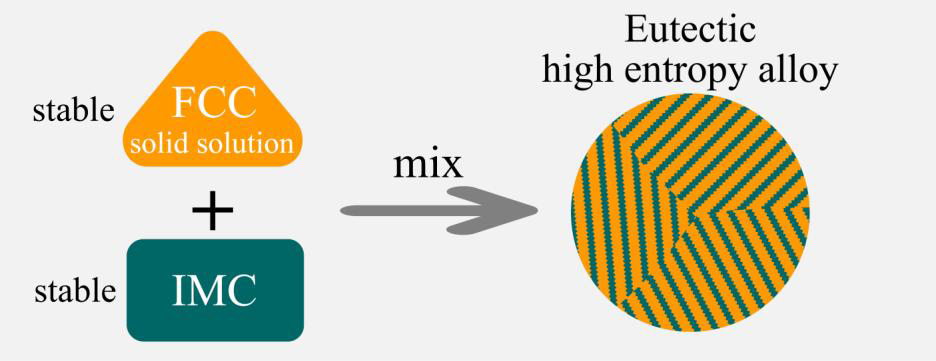 stable
FCC
solid solution
+
stable
IMC
mix
Eutectic
high entropy alloy